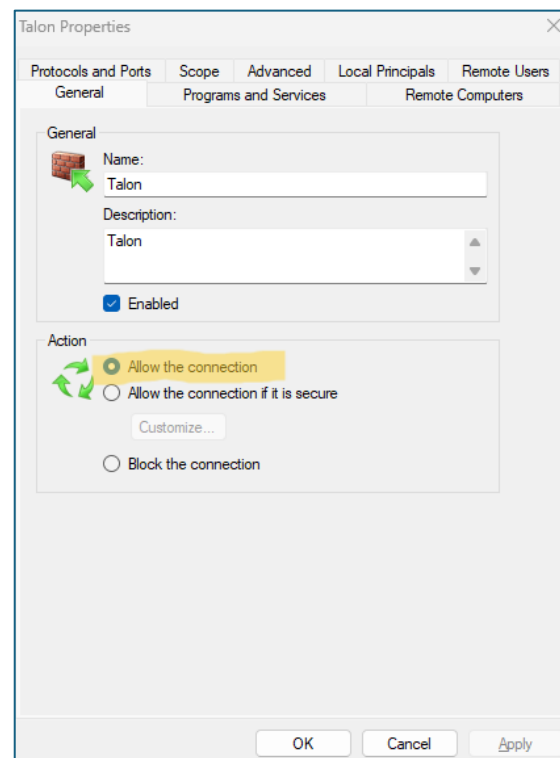 Talon Properties
Protocols and Ports Scope Advanced Local Principals Remote Users
General Programs and Services Remote Computers
General
Name:
Talon
Description:
Talon
Enabled
Action
Allow the connection
Allow the connection if it is secure
Customize...
Block the connection
OK Cancel Apply